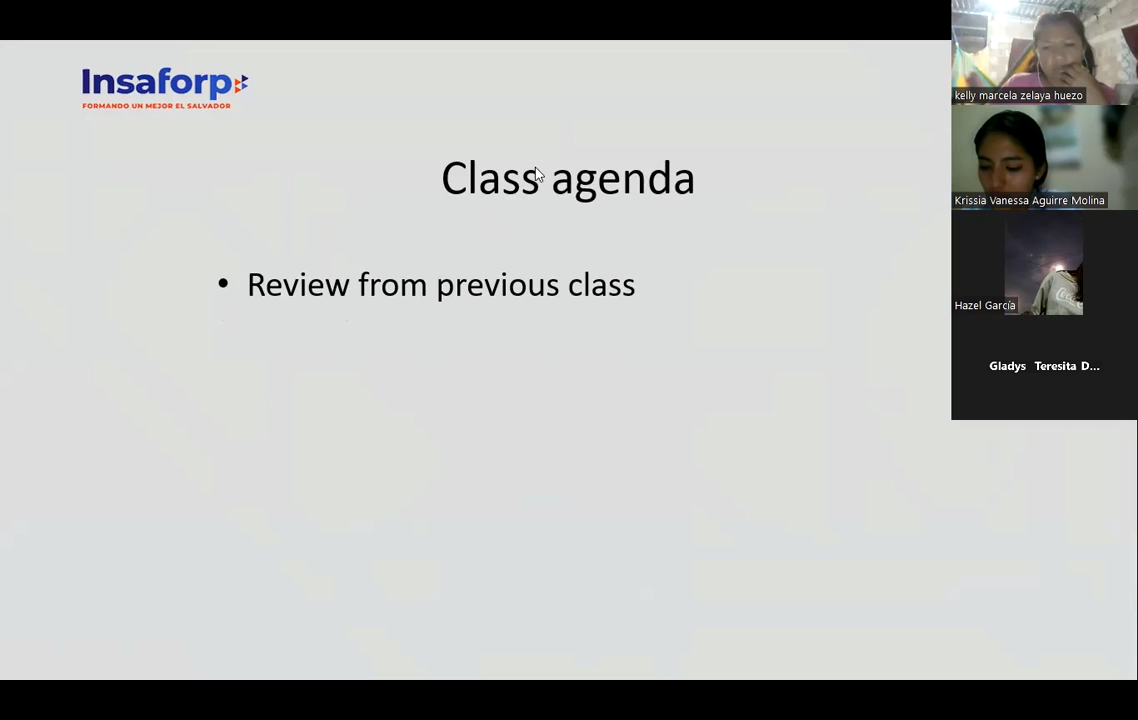 Insaforp
FORMANDO UN MEJOR EL SALVADOR
Class agenda
• Review from previous class
kelly marcela zelaya huezo
Krissia Vanessa Aguirre Molina
Hazel García
Gladys Teresita D...